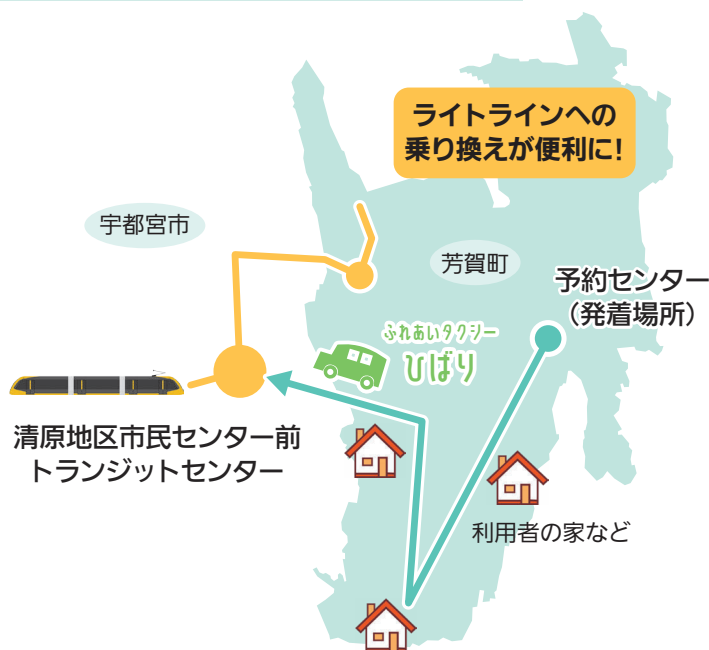 ライトラインへの
乗り換えが便利に!
宇都宮市
芳賀町
予約センター
(発着場所)
ふれあいタクシー
ひばり
清原地区市民センター前
トランジットセンター
利用者の家など